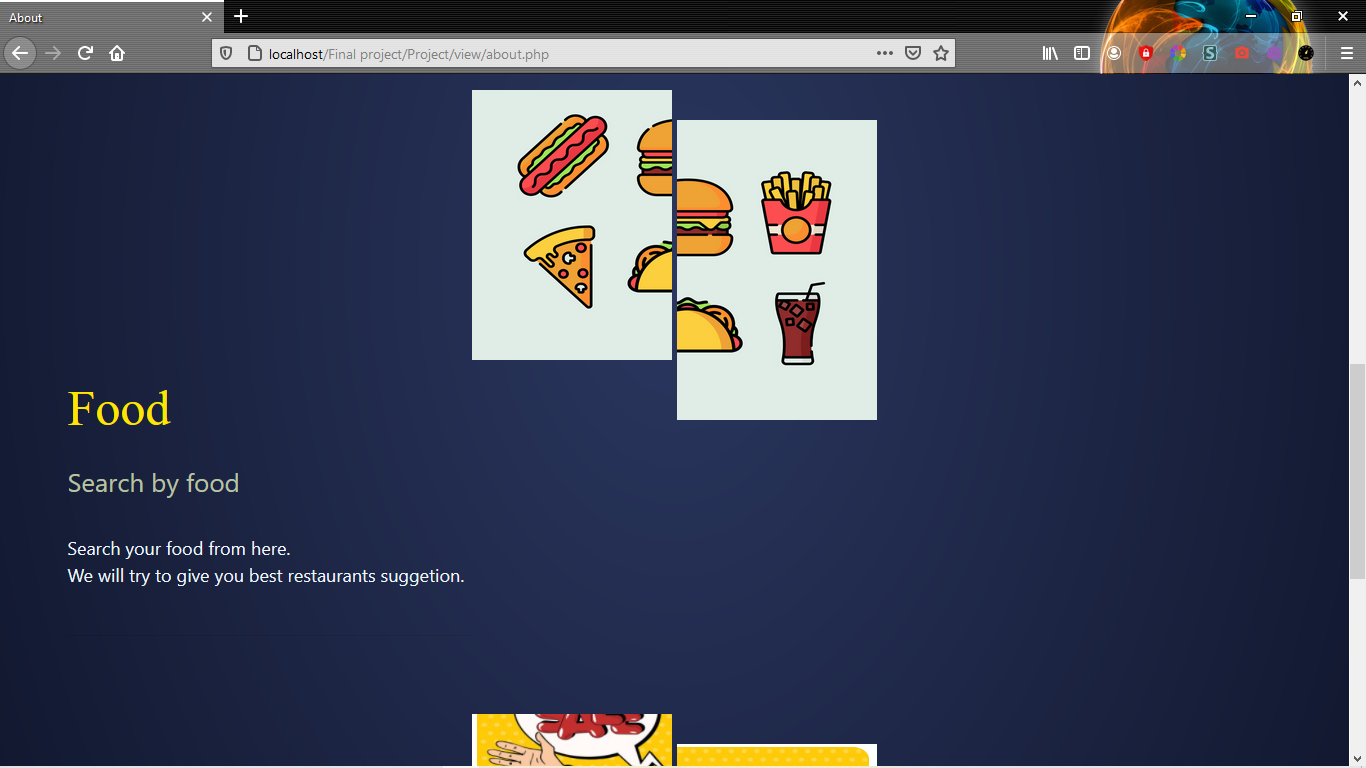 About
localhost/Final project/Project/view/about.php
Food
Search by food
Search your food from here.
We will try to give you best restaurants suggetion.